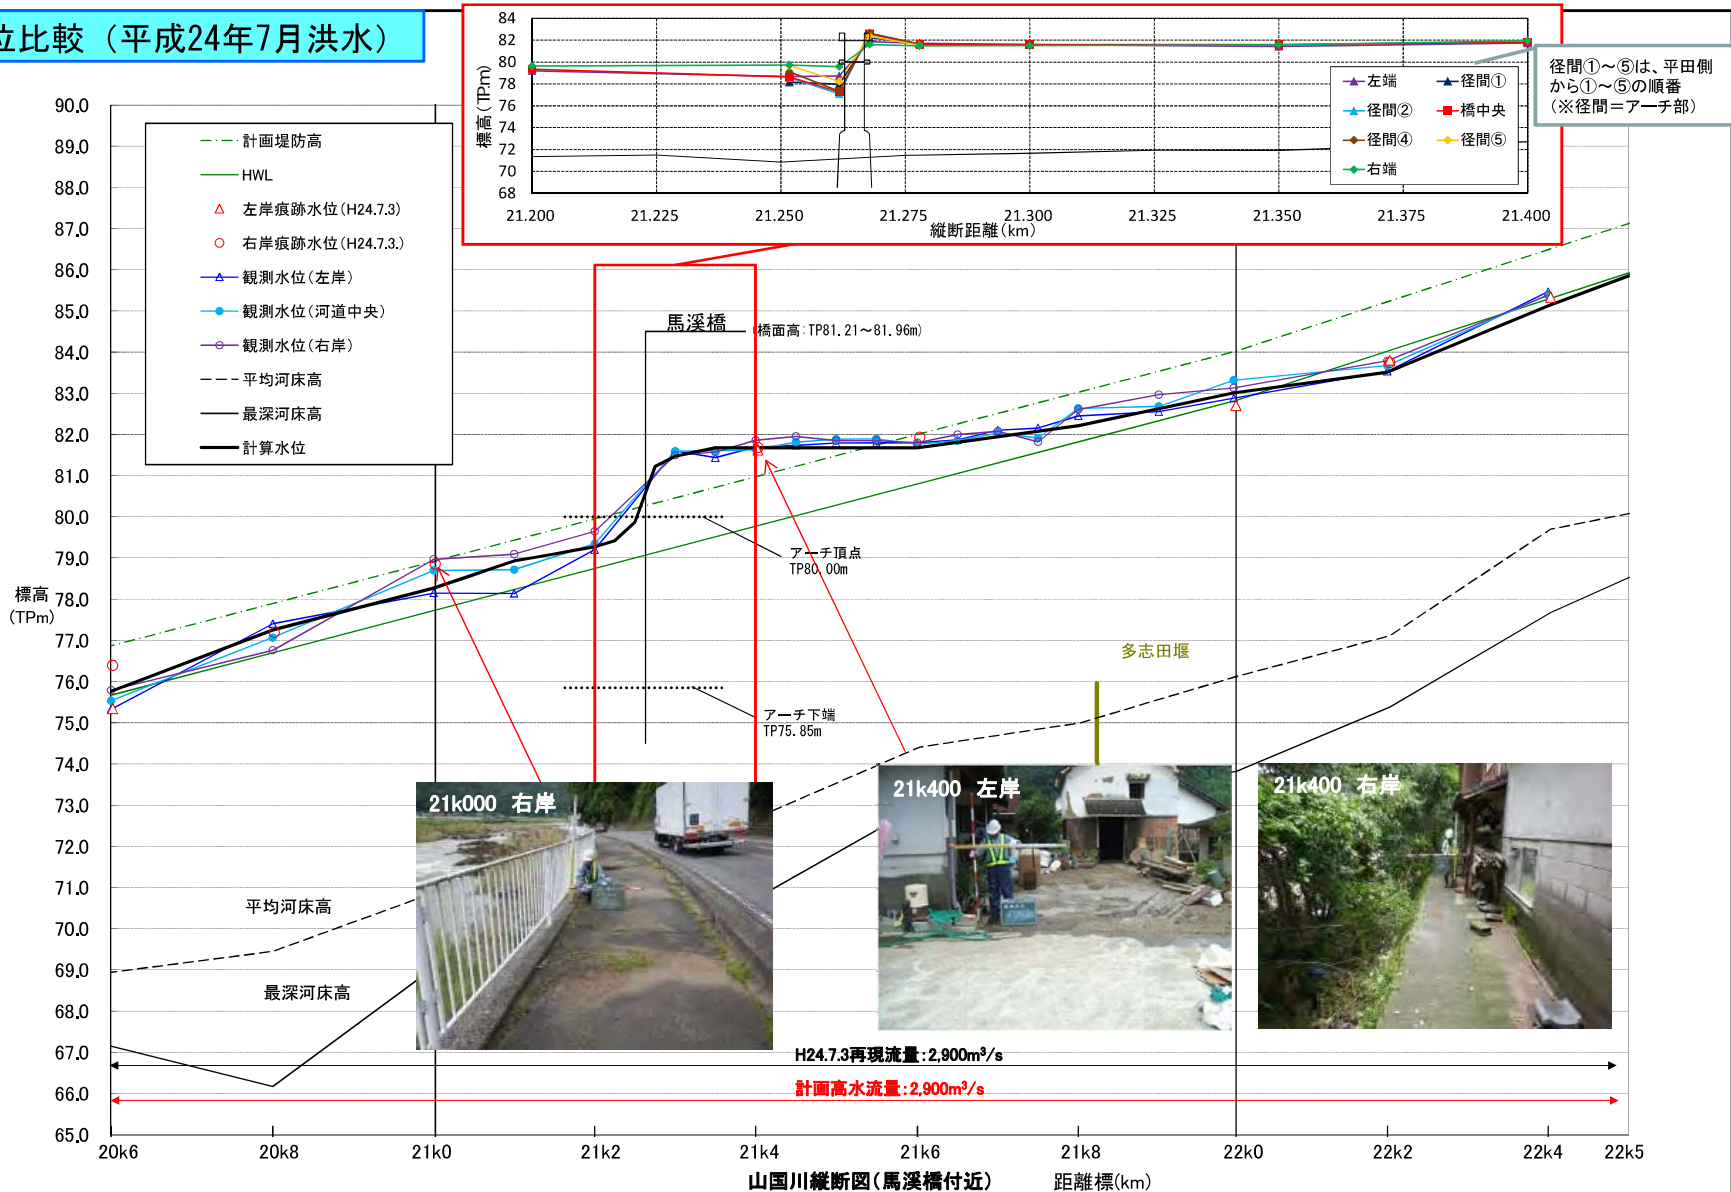 位比較（平成24年7月洪水）
84
82
80
78
76
74
72
70
68
標高(TP.m)
21.200
21.225
21.250
21.275
21.300
21.325
21.350
21.375
21.400
縦断距離(km)
左端
径間①
径間②
橋中央
径間④
径間⑤
右端
径間①～⑤は、平田側
から①～⑤の順番
（※径間＝アーチ部）
90.0
89.0
88.0
87.0
86.0
85.0
84.0
83.0
82.0
81.0
80.0
79.0
78.0
77.0
76.0
75.0
74.0
73.0
72.0
71.0
70.0
69.0
68.0
67.0
66.0
65.0
標高
(TPm)
計画堤防高
HWL
左岸痕跡水位(H24.7.3)
右岸痕跡水位(H24.7.3.)
観測水位(左岸)
観測水位(河道中央)
観測水位(右岸)
平均河床高
最深河床高
計算水位
馬溪橋
(橋面高:TP81.21～81.96m)
アーチ頂点
TP80.00m
アーチ下端
TP75.85m
多志田堰
21k000 右岸
21k400 左岸
21k400 右岸
平均河床高
最深河床高
H24.7.3再現流量:2,900m³/s
計画高水流量:2,900m³/s
20k6
20k8
21k0
21k2
21k4
21k6
21k8
22k0
22k2
22k4
22k5
山国川縦断図(馬溪橋付近)
距離標(km)